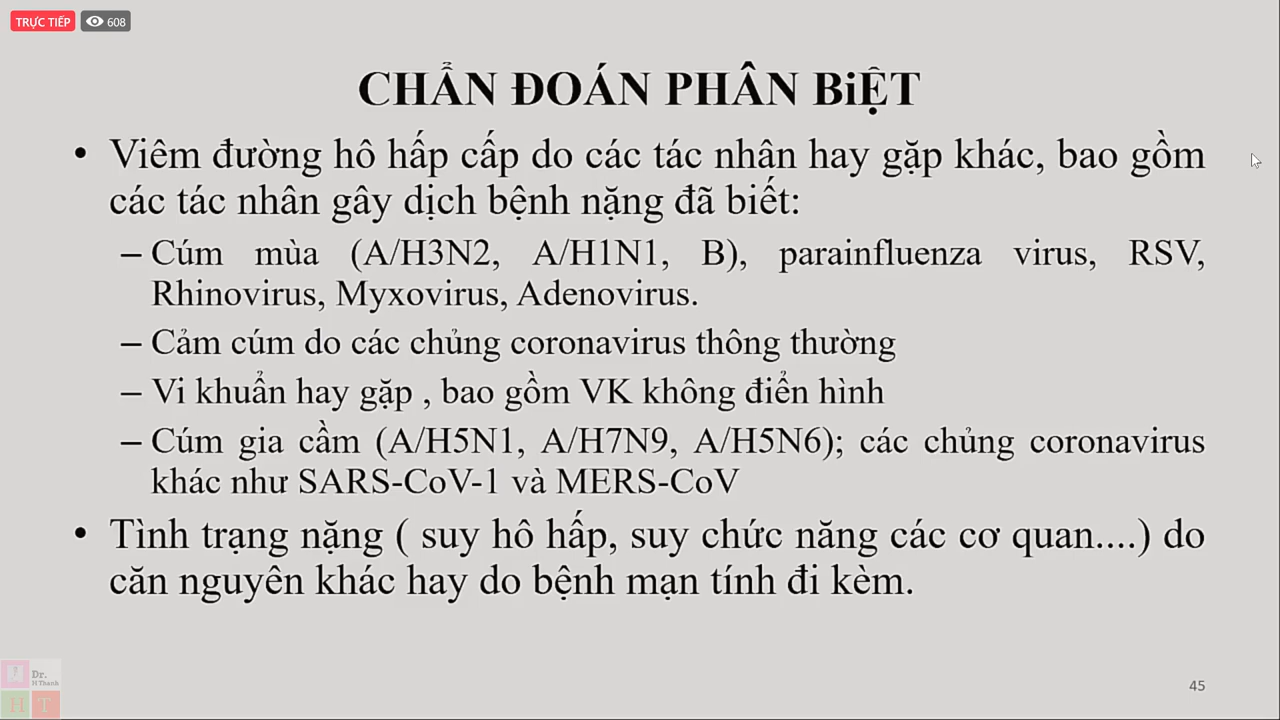 TRỰC TIẾP 608
CHẨN ĐOÁN PHÂN BiỆT
• Viêm đường hô hấp cấp do các tác nhân hay gặp khác, bao gồm
các tác nhân gây dịch bệnh nặng đã biết:
– Cúm mùa (A/H3N2, A/H1N1, B), parainfluenza virus, RSV,
Rhinovirus, Myxovirus, Adenovirus.
– Cảm cúm do các chủng coronavirus thông thường
– Vi khuẩn hay gặp , bao gồm VK không điển hình
– Cúm gia cầm (A/H5N1, A/H7N9, A/H5N6); các chủng coronavirus
khác như SARS-CoV-1 và MERS-CoV
• Tình trạng nặng ( suy hô hấp, suy chức năng các cơ quan....) do
căn nguyên khác hay do bệnh mạn tính đi kèm.
Dr.
H Thanh
H T
45